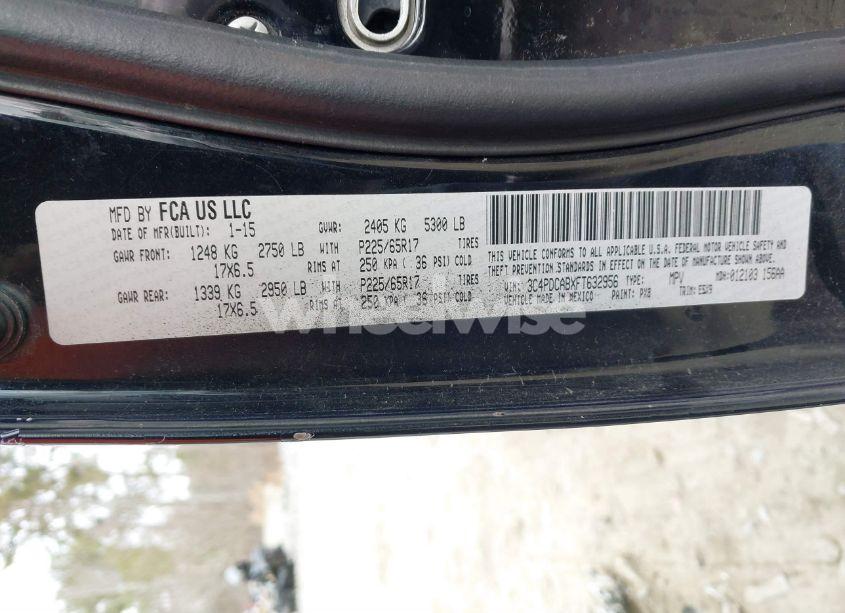 MFD BY FCA US LLC
DATE OF MFR(BUILT): 1-15 GVWR: 2405 KG 5300 LB
GAWR FRONT: 1248 KG 2750 LB WITH P225/65R17 TIRES
17X6.5 RIMS AT 250 KPA ( 36 PSI) COLD
GAWR REAR: 1339 KG 2950 LB WITH P225/65R17 TIRES
17X6.5 RIMS AT 250 KPA ( 36 PSI) COLD
THIS VEHICLE CONFORMS TO ALL APPLICABLE U.S.A. FEDERAL MOTOR VEHICLE SAFETY AND
THEFT PREVENTION STANDARDS IN EFFECT ON THE DATE OF MANUFACTURE SHOWN ABOVE.
VIN: 3C4PDCABXFT632956 TYPE: MPV MDH: 012103 156AA
VEHICLE MADE IN MEXICO PAINT: PX8 TRIM:
wheelwise